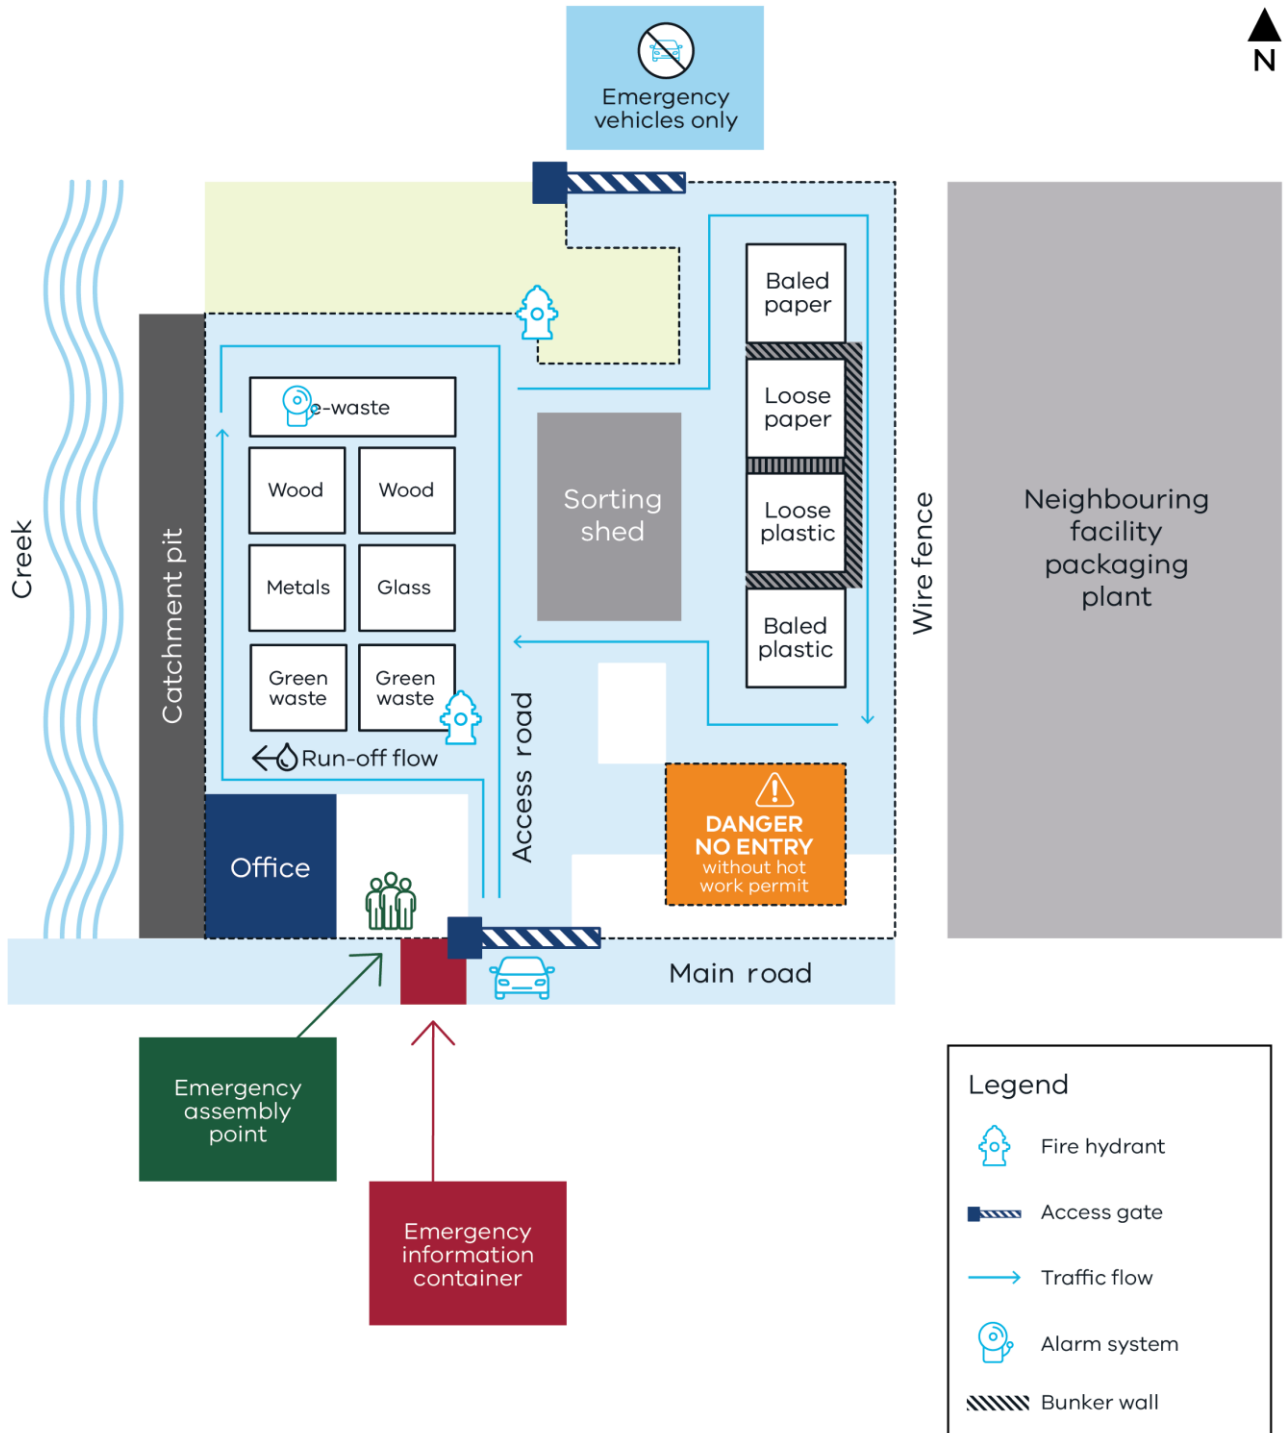 Emergency
vehicles only
N
Creek
Catchment pit
e-waste
Wood
Wood
Metals
Glass
Green
waste
Green
waste
Run-off flow
Office
Access road
Sorting
shed
Baled
paper
Loose
paper
Loose
plastic
Baled
plastic
Wire fence
Neighbouring
facility
packaging
plant
DANGER
NO ENTRY
without hot
work permit
Main road
Emergency
assembly
point
Emergency
information
container
Legend
Fire hydrant
Access gate
Traffic flow
Alarm system
Bunker wall